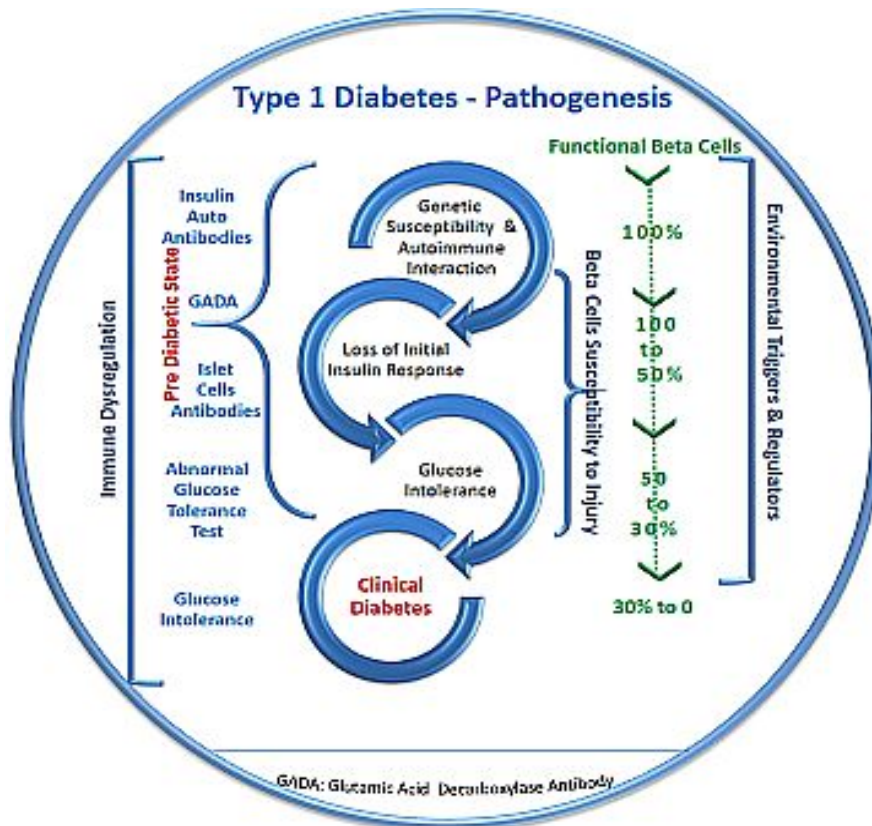 Type 1 Diabetes - Pathogenesis
Functional Beta Cells
Immune Dysregulation
Insulin
Auto
Antibodies
Pre Diabetic State
GADA
Islet
Cells
Antibodies
Abnormal
Glucose
Tolerance
Test
Glucose
Intolerance
Genetic
Susceptibility &
Autoimmune
Interaction
Loss of Initial
Insulin Response
Glucose
Intolerance
Clinical
Diabetes
Beta Cells Susceptibility to Injury
100%
100
to
50%
50
to
30%
30% to 0
Environmental Triggers & Regulators
GADA: Glutamic Acid Decarboxylase Antibody